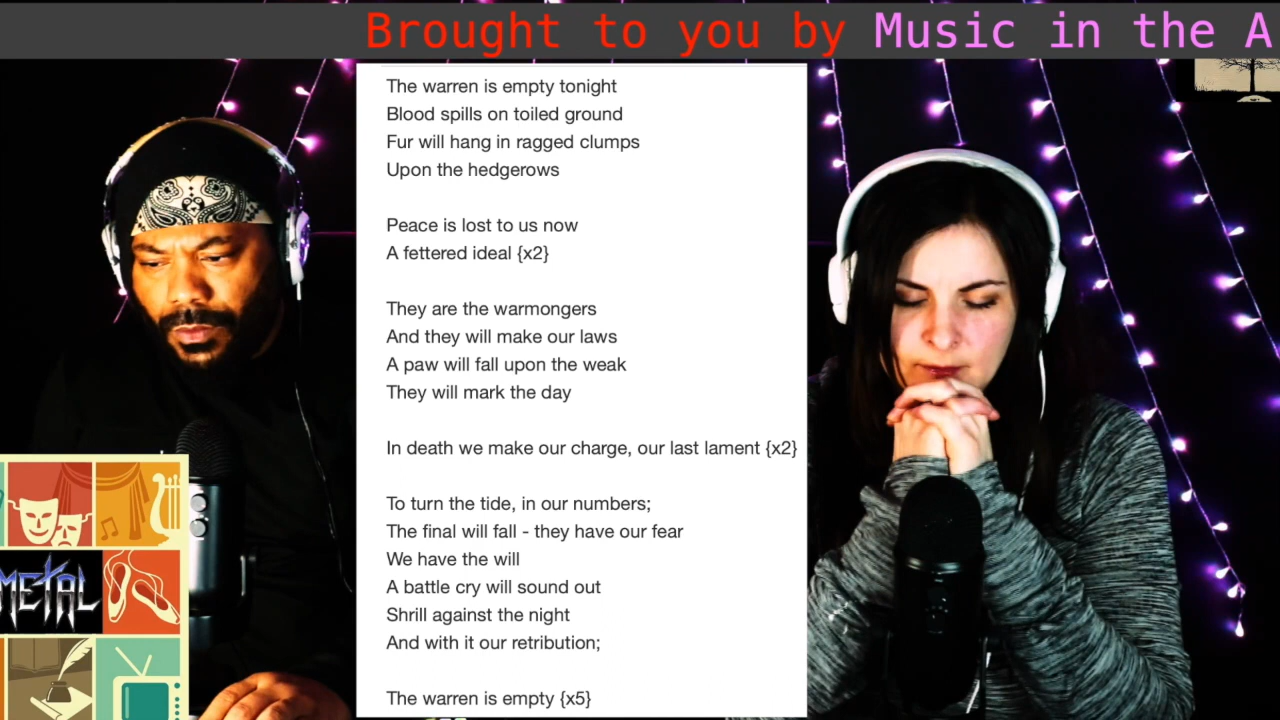 Brought to you by Music in the A
The warren is empty tonight
Blood spills on toiled ground
Fur will hang in ragged clumps
Upon the hedgerows
Peace is lost to us now
A fettered ideal {x2}
They are the warmongers
And they will make our laws
A paw will fall upon the weak
They will mark the day
In death we make our charge, our last lament {x2}
To turn the tide, in our numbers;
The final will fall - they have our fear
We have the will
A battle cry will sound out
Shrill against the night
And with it our retribution;
The warren is empty {x5}
METAL